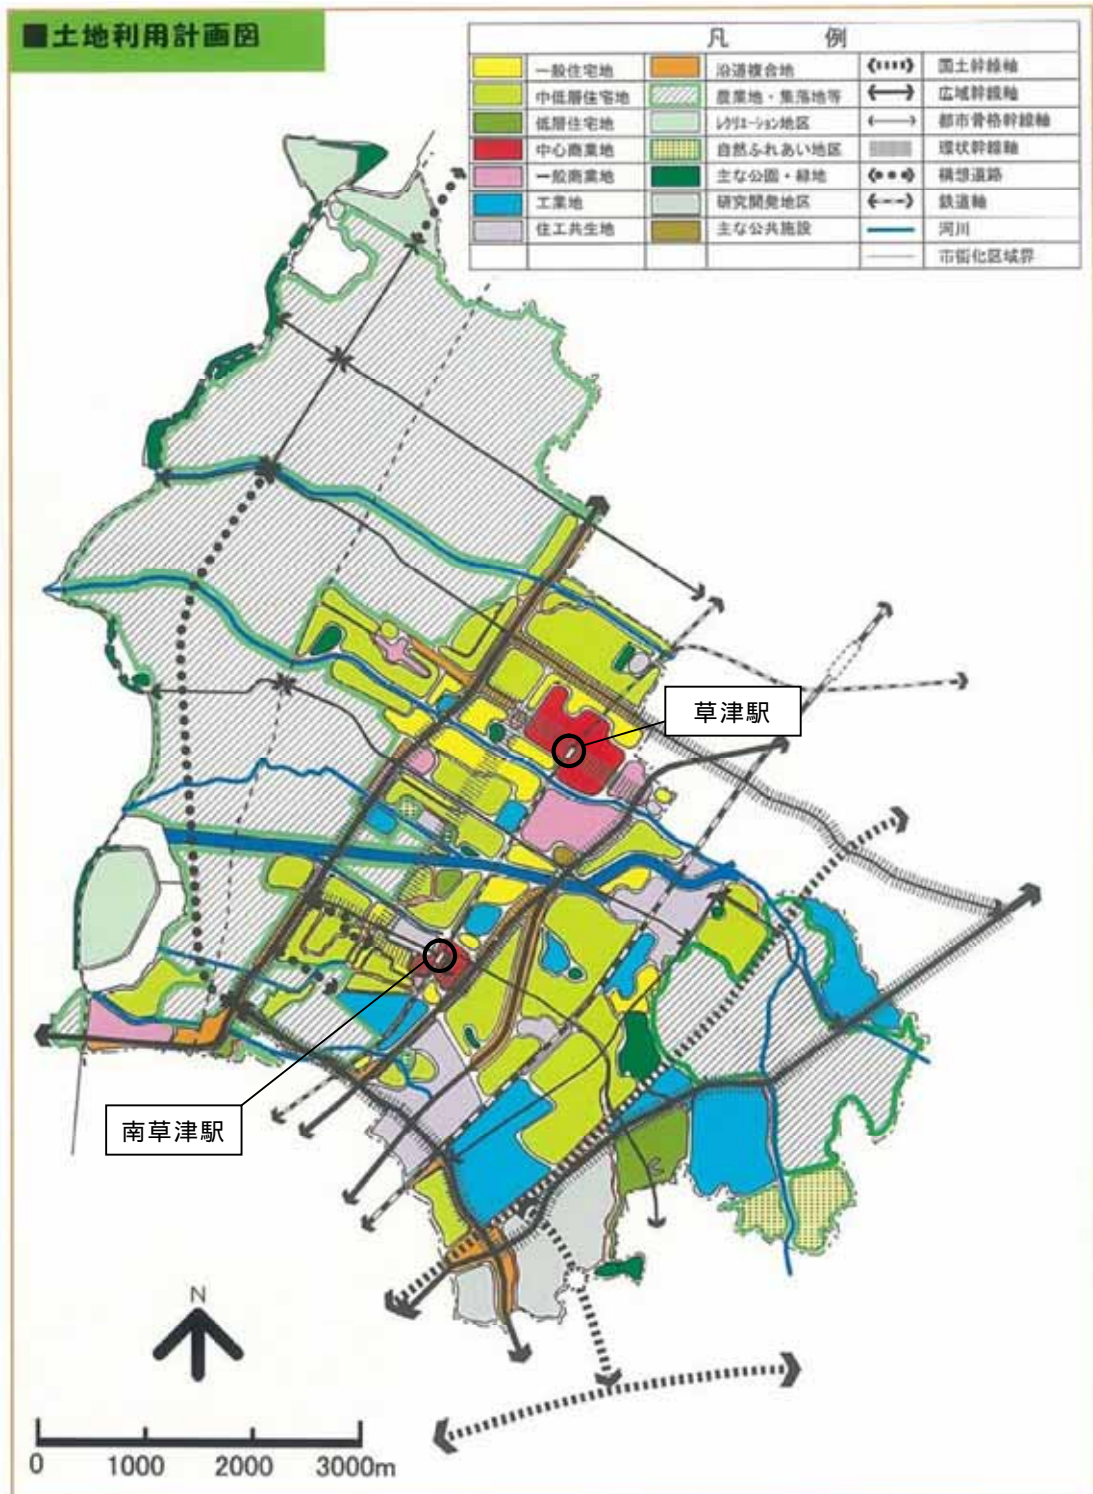 ■土地利用計画図
凡 例
一般住宅地 沿道複合地 国土幹線軸
中低層住宅地 農業地・集落地等 広域幹線軸
低層住宅地 レクリエーション地区 都市骨格幹線軸
中心商業地 自然ふれあい地区 環状幹線軸
一般商業地 主な公園・緑地 構想道路
工業地 研究開発地区 鉄道軸
住工共生地 主な公共施設 河川
市街化区域界
草津駅
南草津駅
N
0 1000 2000 3000m